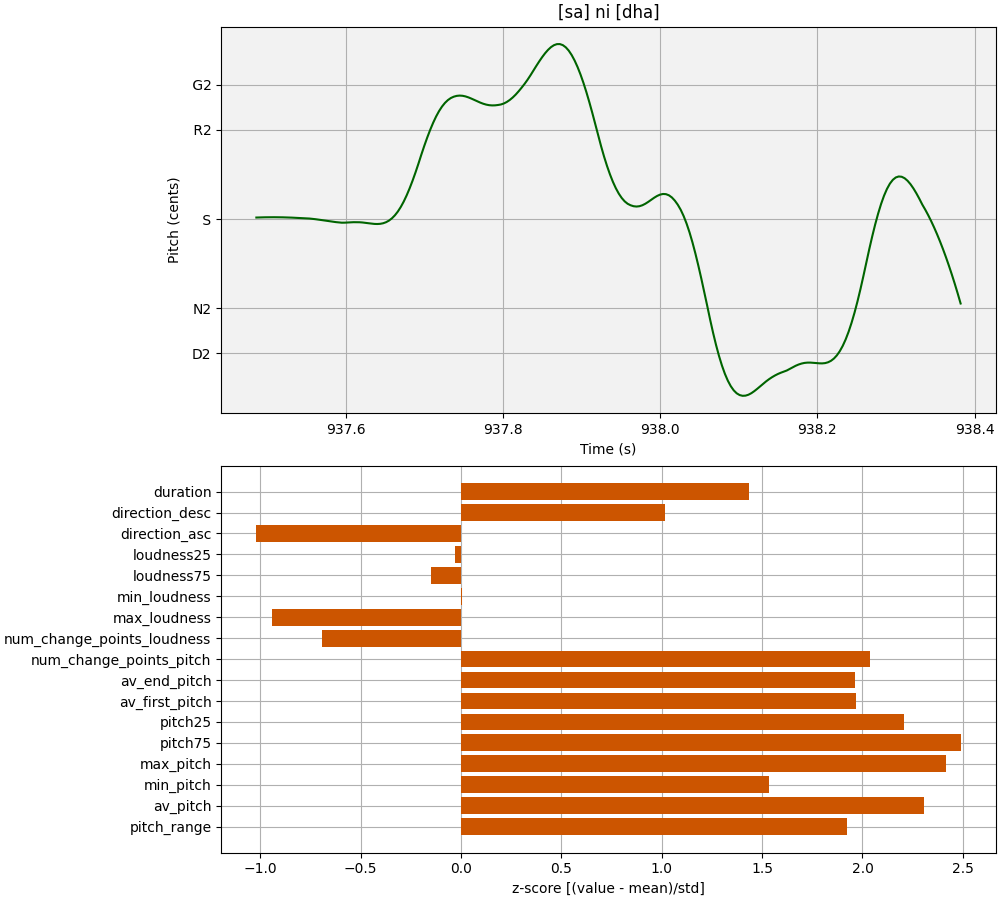 [sa] ni [dha]
G2
R2
S
N2
D2
Pitch (cents)
937.6 937.8 938.0 938.2 938.4
Time (s)
duration
direction_desc
direction_asc
loudness25
loudness75
min_loudness
max_loudness
num_change_points_loudness
num_change_points_pitch
av_end_pitch
av_first_pitch
pitch25
pitch75
max_pitch
min_pitch
av_pitch
pitch_range
−1.0 −0.5 0.0 0.5 1.0 1.5 2.0 2.5
z-score [(value - mean)/std]